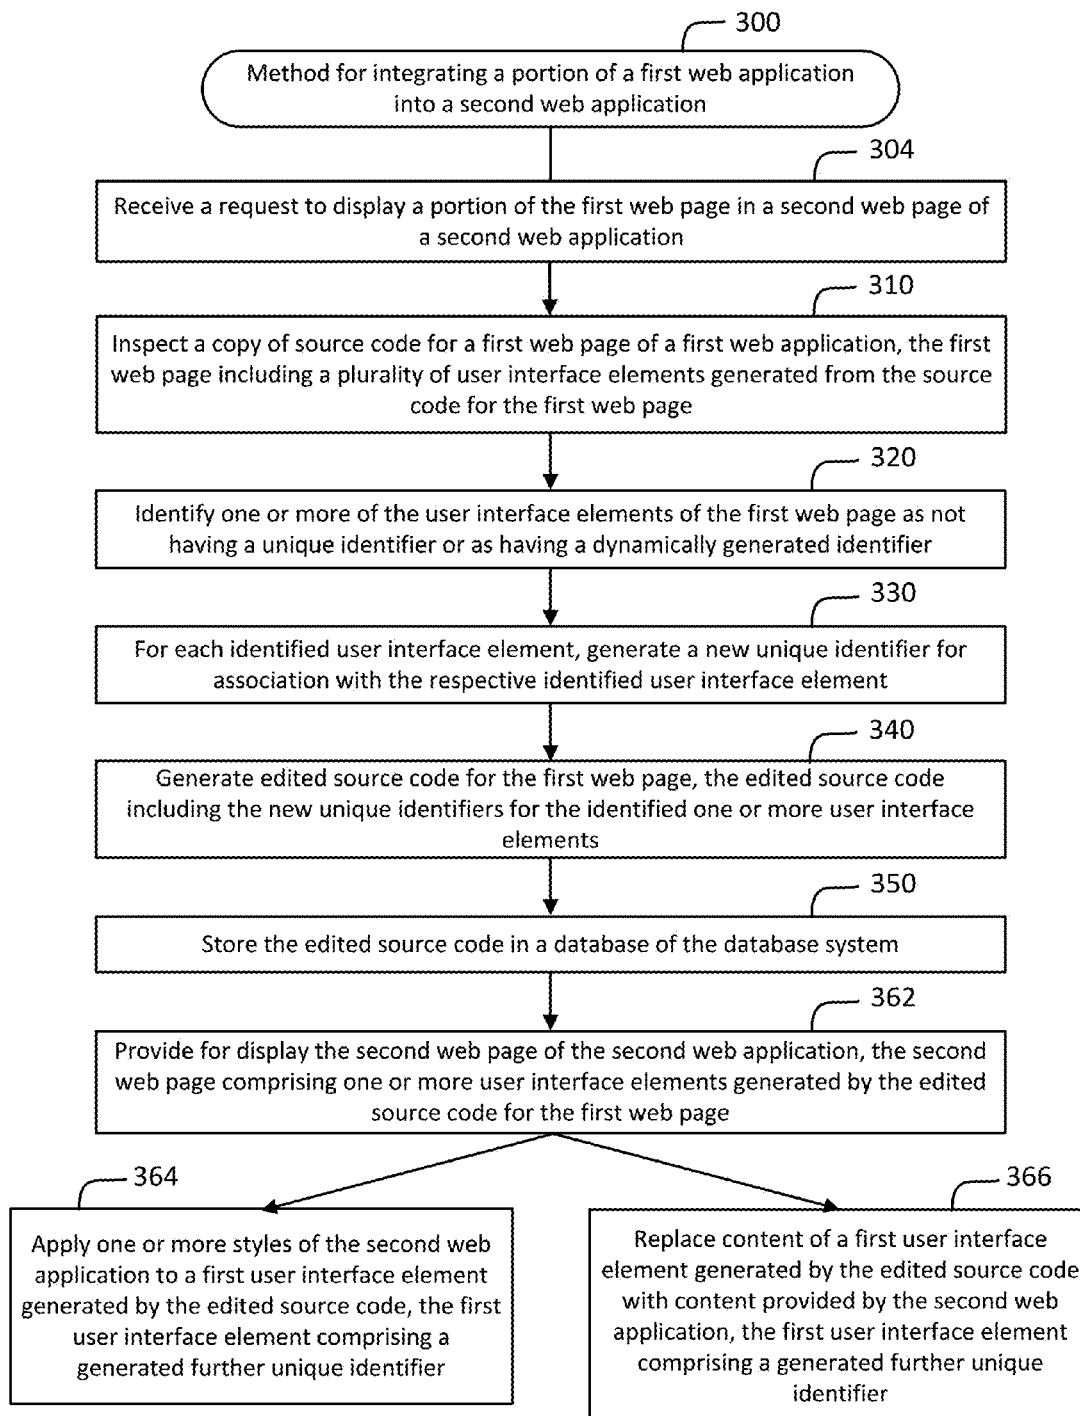 300
Method for integrating a portion of a first web application
into a second web application
304
Receive a request to display a portion of the first web page in a second web page of
a second web application
310
Inspect a copy of source code for a first web page of a first web application, the first
web page including a plurality of user interface elements generated from the source
code for the first web page
320
Identify one or more of the user interface elements of the first web page as not
having a unique identifier or as having a dynamically generated identifier
330
For each identified user interface element, generate a new unique identifier for
association with the respective identified user interface element
340
Generate edited source code for the first web page, the edited source code
including the new unique identifiers for the identified one or more user interface
elements
350
Store the edited source code in a database of the database system
362
Provide for display the second web page of the second web application, the second
web page comprising one or more user interface elements generated by the edited
source code for the first web page
364
Apply one or more styles of the second web
application to a first user interface element
generated by the edited source code, the first
user interface element comprising a
generated further unique identifier
366
Replace content of a first user interface
element generated by the edited source code
with content provided by the second web
application, the first user interface element
comprising a generated further unique
identifier